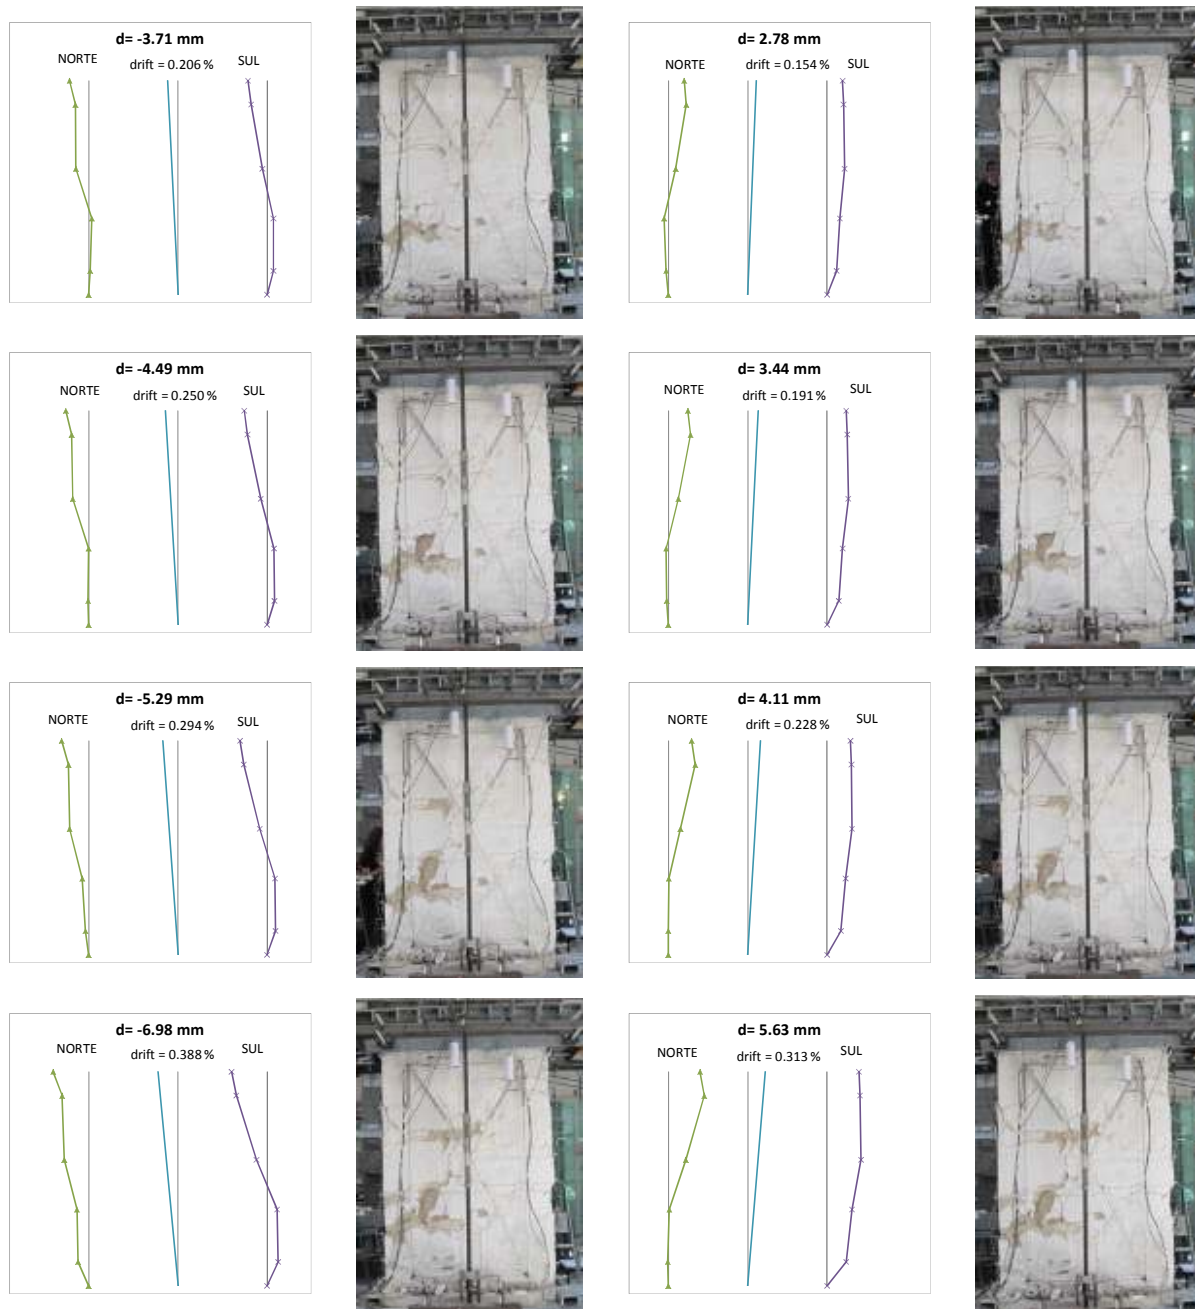 d= -3.71 mm
NORTE
drift = 0.206 %
SUL
d= 2.78 mm
NORTE
drift = 0.154 %
SUL
d= -4.49 mm
NORTE
drift = 0.250 %
SUL
d= 3.44 mm
NORTE
drift = 0.191 %
SUL
d= -5.29 mm
NORTE
drift = 0.294 %
SUL
d= 4.11 mm
NORTE
drift = 0.228 %
SUL
d= -6.98 mm
NORTE
drift = 0.388 %
SUL
d= 5.63 mm
NORTE
drift = 0.313 %
SUL